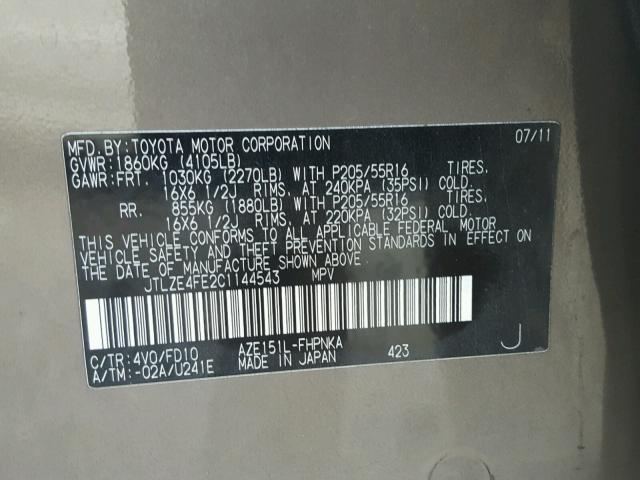 MFD.BY:TOYOTA MOTOR CORPORATION 07/11
GVWR:1860KG (4105LB)
GAWR:FRT. 1030KG (2270LB) WITH P205/55R16 TIRES.
16X6 1/2J RIMS. AT 240KPA (35PSI) COLD.
RR. 855KG (1880LB) WITH P205/55R16 TIRES.
16X6 1/2J RIMS. AT 220KPA (32PSI) COLD.
THIS VEHICLE CONFORMS TO ALL APPLICABLE FEDERAL MOTOR
VEHICLE SAFETY AND THEFT PREVENTION STANDARDS IN EFFECT ON
THE DATE OF MANUFACTURE SHOWN ABOVE.
JTLZE4FE2C1144543 MPV
C/TR:4V0/FD10 AZE151L-FHPNKA 423 J
A/TM:-02A/U241E MADE IN JAPAN